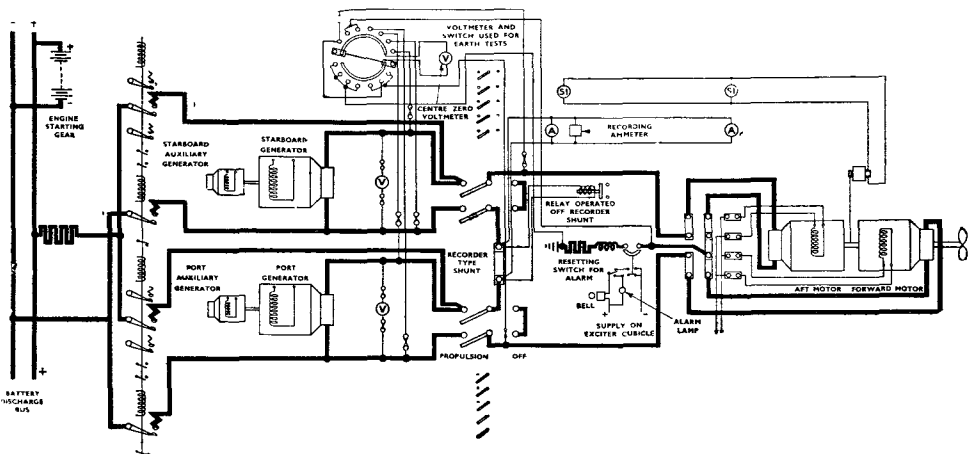 - +
+
-
ENGINE
STARTING
GEAR
VOLTMETER AND
SWITCH USED FOR
EARTH TESTS
V
CENTRE ZERO
VOLTMETER
STARBOARD
AUXILIARY
GENERATOR
STARBOARD
GENERATOR
V
A
RECORDING
AMMETER
A
SI
SI
RELAY OPERATED
OFF RECORDER
SHUNT
RECORDER
TYPE
SHUNT
RESETTING
SWITCH FOR
ALARM
BELL
+ -
ALARM
LAMP
SUPPLY ON
EXCITER CUBICLE
PORT
AUXILIARY
GENERATOR
PORT
GENERATOR
V
AFT MOTOR
FORWARD MOTOR
PROPULSION
OFF
- +
BATTERY
DISCHARGE
BUS